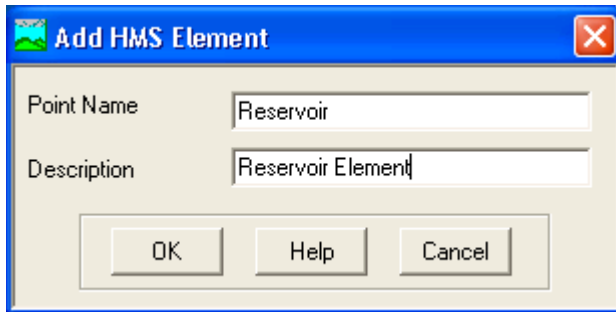 Add HMS Element
Point Name Reservoir
Description Reservoir Element
OK Help Cancel